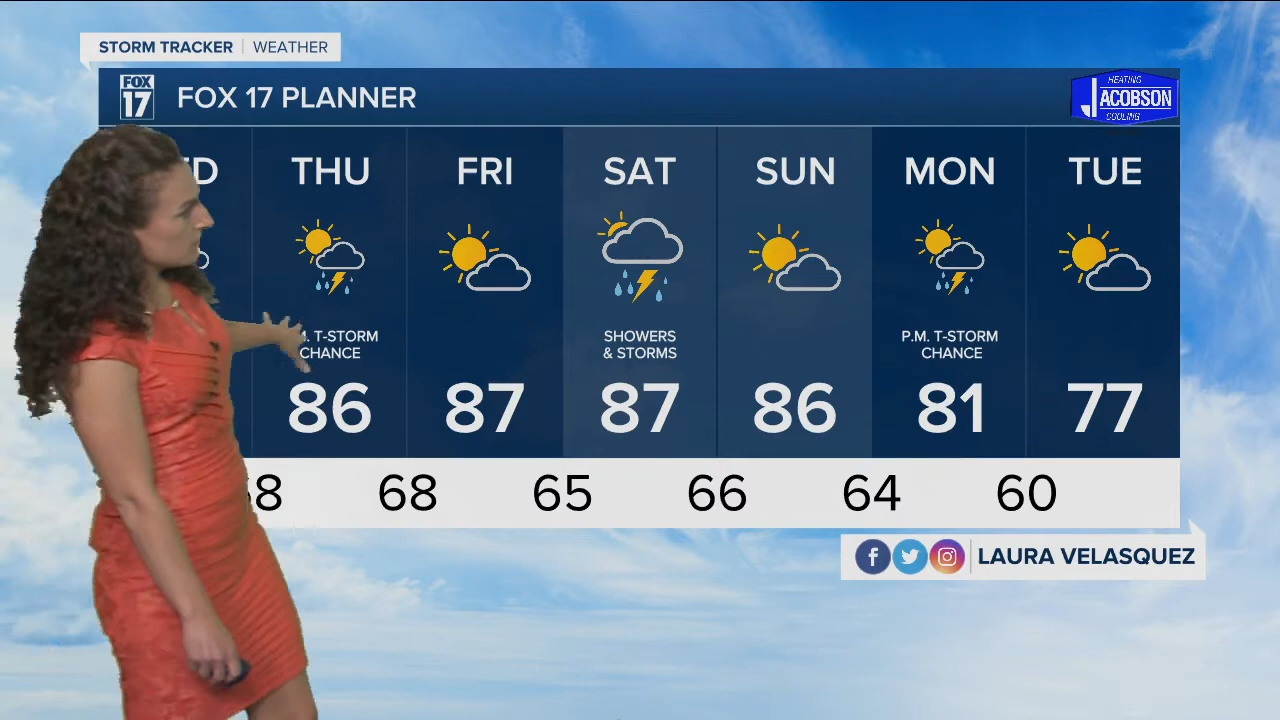 STORM TRACKER | WEATHER
FOX 17
FOX 17 PLANNER
HEATING
JACOBSON
COOLING
THU FRI SAT SUN MON TUE
T-STORM CHANCE
SHOWERS & STORMS
P.M. T-STORM CHANCE
86 87 87 86 81 77
68 65 66 64 60
LAURA VELASQUEZ